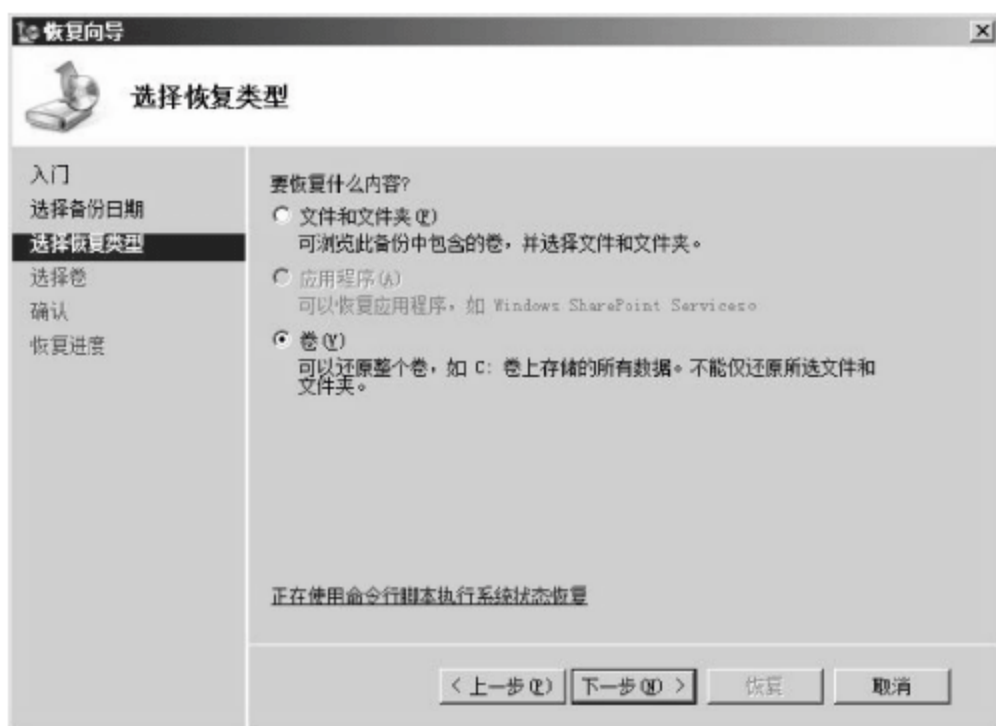 恢复向导
选择恢复类型
入门
选择备份日期
选择恢复类型
选择卷
确认
恢复进度
要恢复什么内容?
文件和文件夹(F)
可浏览此备份中包含的卷，并选择文件和文件夹。
应用程序(A)
可以恢复应用程序，如 Windows SharePoint Services。
卷(V)
可以还原整个卷，如 C: 卷上存储的所有数据。不能仅还原所选文件和
文件夹。
正在使用命令行脚本执行系统状态恢复
< 上一步(P)
下一步(N) >
恢复
取消